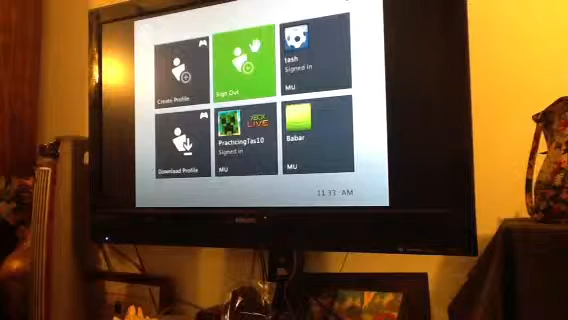 Create Profile
Sign Out
tash
Signed In
MU
Download Profile
XBOX
LIVE
PracticingTas10
Signed In
MU
Babar
MU
11:33 AM
PHILIPS